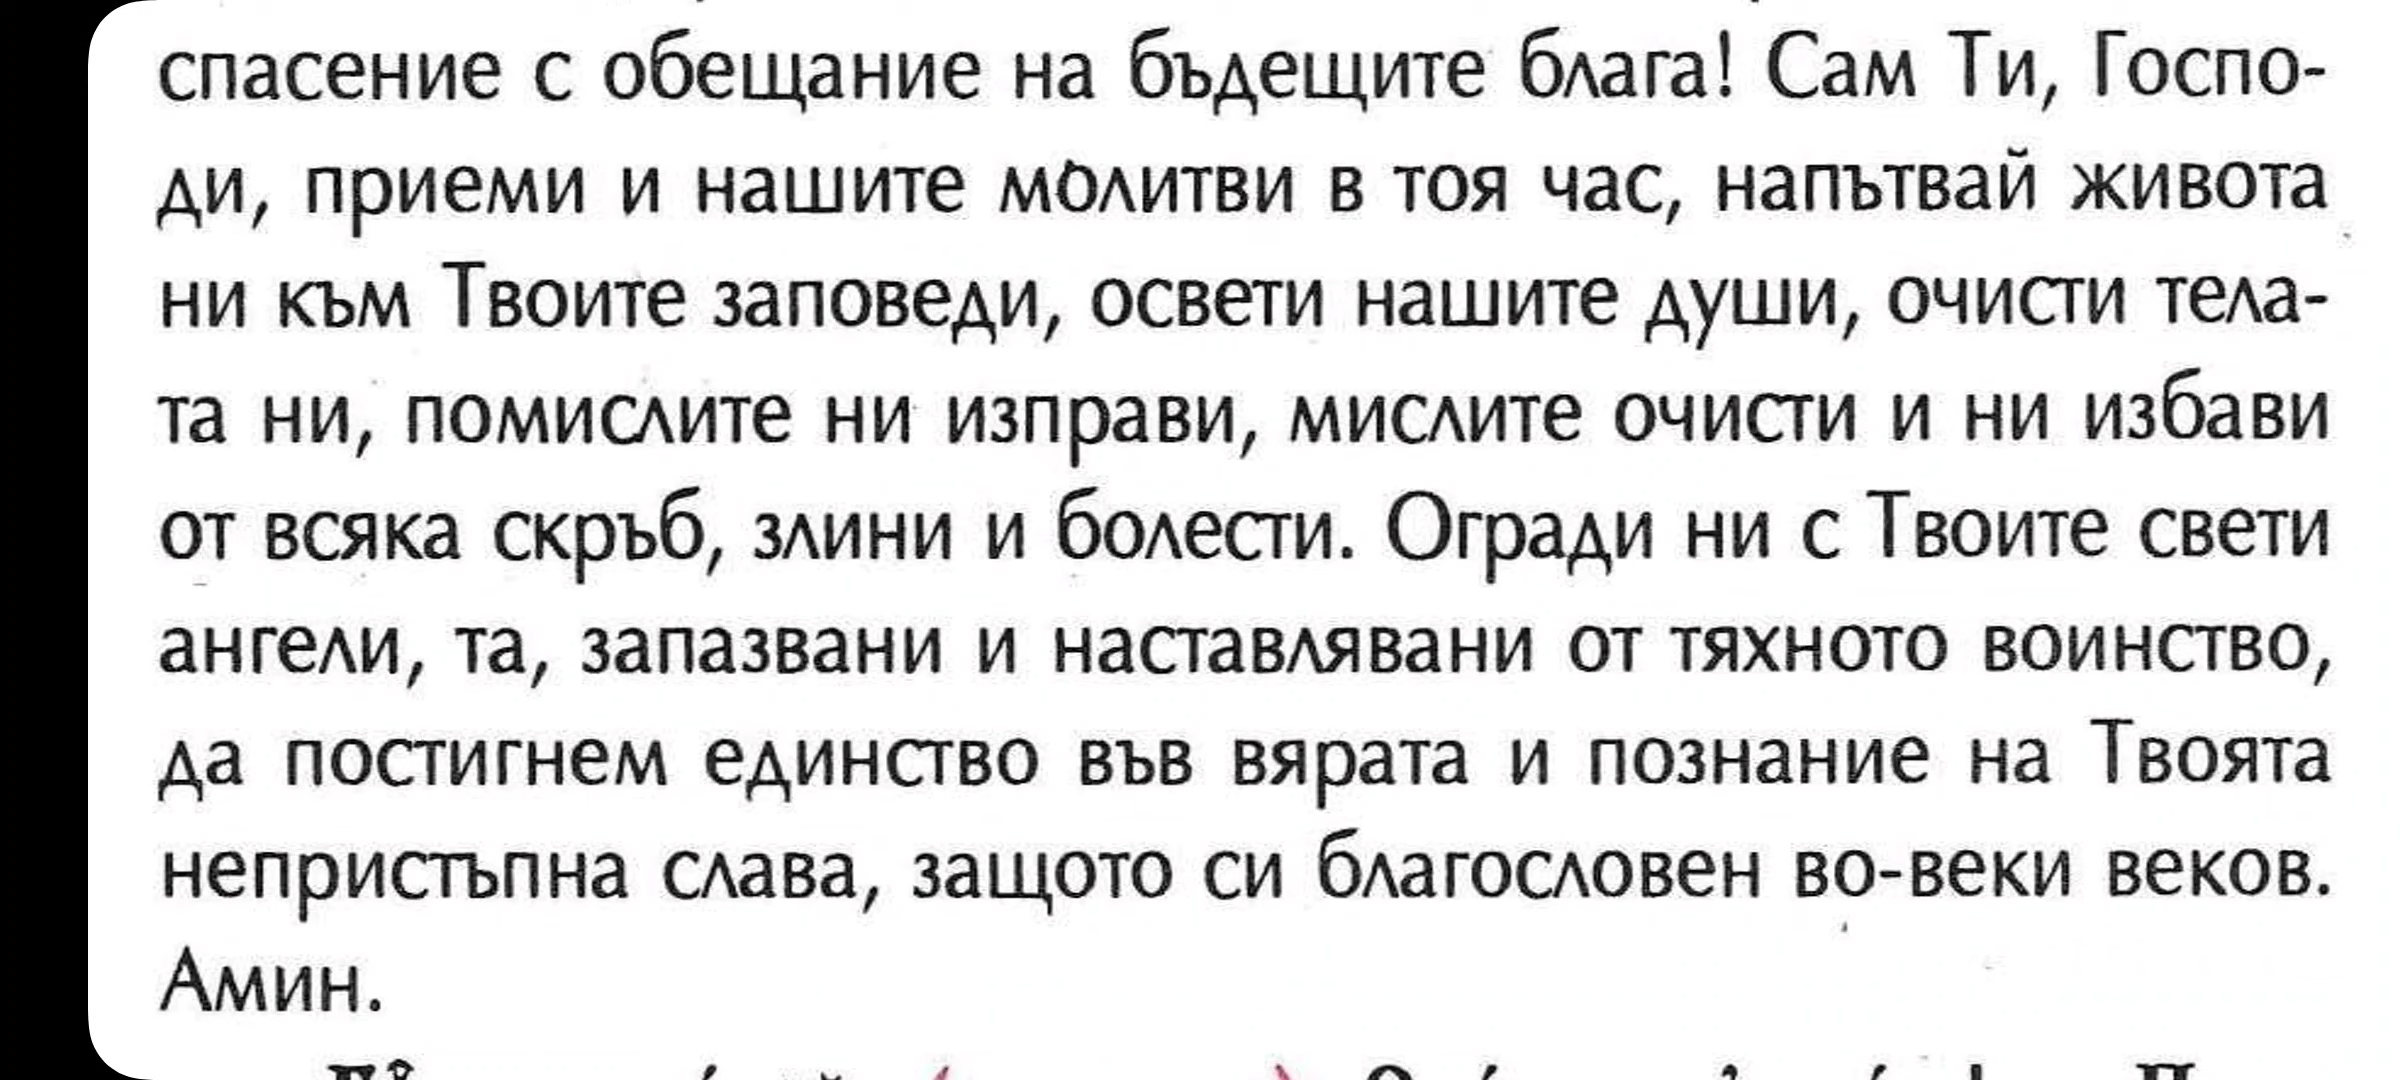 спасение с обещание на бъдещите блага! Сам Ти, Госпо-
ди, приеми и нашите молитви в тоя час, напътвай живота
ни към Твоите заповеди, освети нашите души, очисти тела-
та ни, помислите ни изправи, мислите очисти и ни избави
от всяка скръб, злини и болести. Огради ни с Твоите свети
ангели, та, запазвани и наставлявани от тяхното воинство,
да постигнем единство във вярата и познание на Твоята
непристъпна слава, защото си благословен во-веки веков.
Амин.